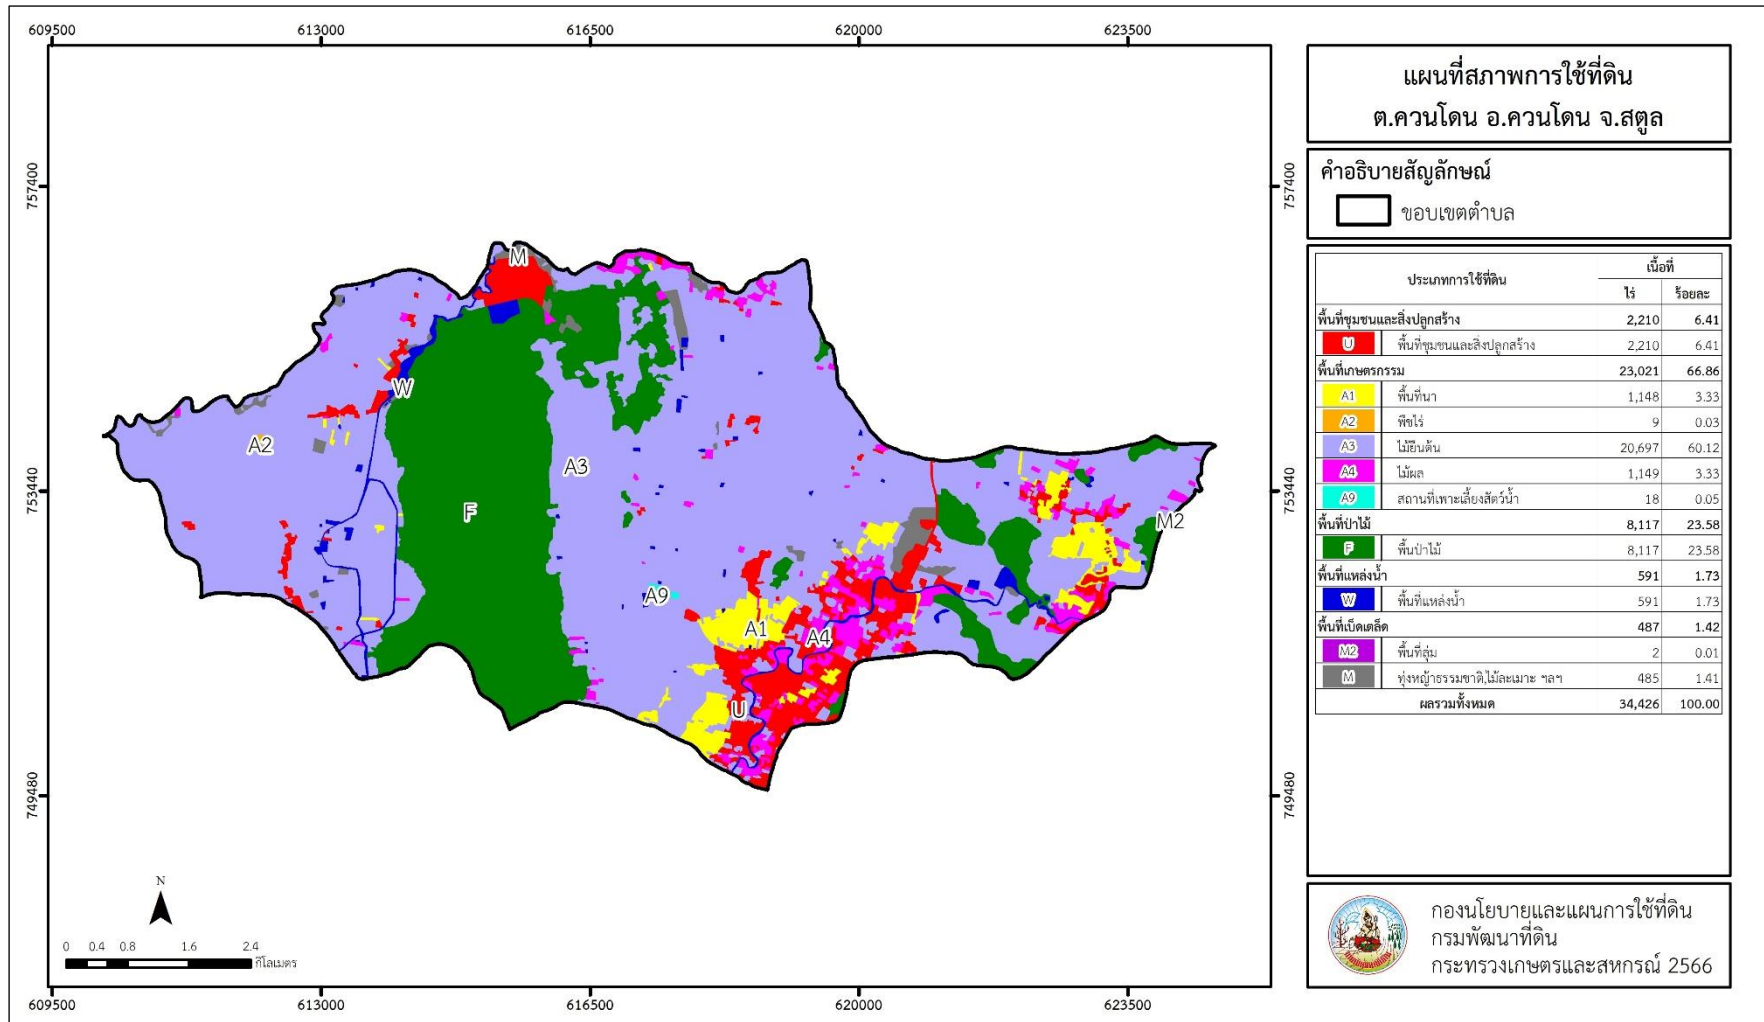 609500 613000 616500 620000 623500
แผนที่สภาพการใช้ที่ดิน
ต.ควนโดน อ.ควนโดน จ.สตูล
คำอธิบายสัญลักษณ์
ขอบเขตตำบล
757400 757400
753440 753440
749480 749480
M
W
A2
A3
F
M2
A9
A1
A4
U
ประเภทการใช้ที่ดิน เนื้อที่
ไร่ ร้อยละ
พื้นที่ชุมชนและสิ่งปลูกสร้าง 2,210 6.41
U พื้นที่ชุมชนและสิ่งปลูกสร้าง 2,210 6.41
พื้นที่เกษตรกรรม 23,021 66.86
A1 พื้นที่นา 1,148 3.33
A2 พืชไร่ 9 0.03
A3 ไม้ยืนต้น 20,697 60.12
A4 ไม้ผล 1,149 3.33
A9 สถานที่เพาะเลี้ยงสัตว์น้ำ 18 0.05
พื้นที่ป่าไม้ 8,117 23.58
F พื้นป่าไม้ 8,117 23.58
พื้นที่แหล่งน้ำ 591 1.73
W พื้นที่แหล่งน้ำ 591 1.73
พื้นที่เบ็ดเตล็ด 487 1.42
M2 พื้นที่ลุ่ม 2 0.01
M ทุ่งหญ้าธรรมชาติ,ไม้ละเมาะ ฯลฯ 485 1.41
ผลรวมทั้งหมด 34,426 100.00
N
0 0.4 0.8 1.6 2.4
กิโลเมตร
กองนโยบายและแผนการใช้ที่ดิน
กรมพัฒนาที่ดิน
กระทรวงเกษตรและสหกรณ์ 2566
609500 613000 616500 620000 623500